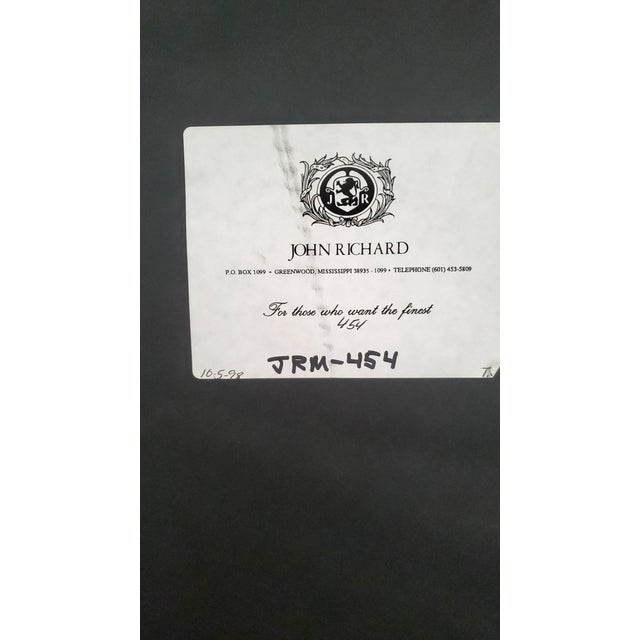 J R
JOHN RICHARD
P.O. BOX 1099 • GREENWOOD, MISSISSIPPI 38935 - 1099 • TELEPHONE (601) 453-5809
For those who want the finest
454
JRM-454
10-5-98